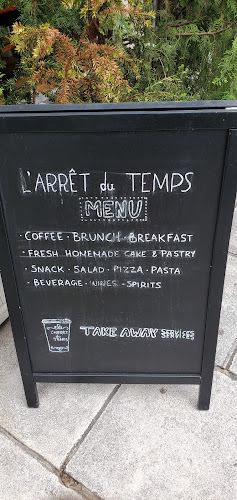 L'ARRÊT du TEMPS
MENU
· COFFEE · BRUNCH · BREAKFAST
· FRESH HOMEMADE CAKE & PASTRY
· SNACK · SALAD · PIZZA · PASTA
· BEVERAGE · WINES · SPIRITS
TAKE AWAY SERVICES